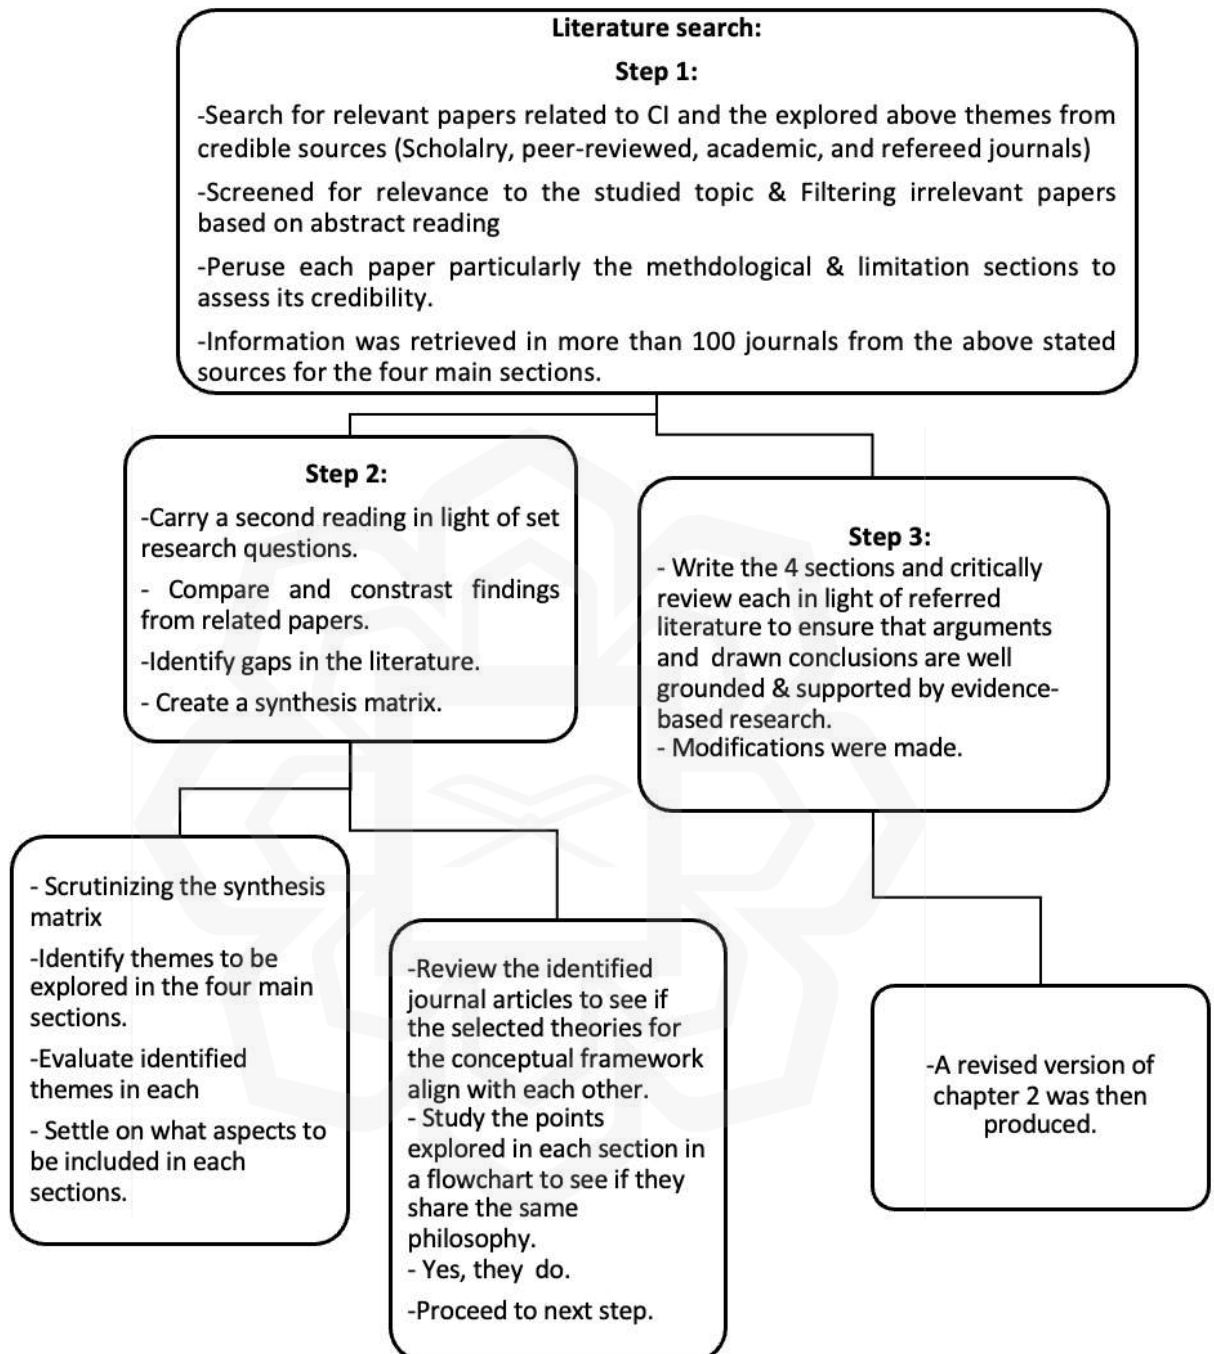 Literature search:
Step 1:
-Search for relevant papers related to CI and the explored above themes from
credible sources (Scholalry, peer-reviewed, academic, and refereed journals)
-Screened for relevance to the studied topic & Filtering irrelevant papers
based on abstract reading
-Peruse each paper particularly the methdological & limitation sections to
assess its credibility.
-Information was retrieved in more than 100 journals from the above stated
sources for the four main sections.
Step 2:
-Carry a second reading in light of set
research questions.
- Compare and constrast findings
from related papers.
-Identify gaps in the literature.
- Create a synthesis matrix.
Step 3:
- Write the 4 sections and critically
review each in light of referred
literature to ensure that arguments
and drawn conclusions are well
grounded & supported by evidence-
based research.
- Modifications were made.
- Scrutinizing the synthesis
matrix
-Identify themes to be
explored in the four main
sections.
-Evaluate identified
themes in each
- Settle on what aspects to
be included in each
sections.
-Review the identified
journal articles to see if
the selected theories for
the conceptual framework
align with each other.
- Study the points
explored in each section in
a flowchart to see if they
share the same
philosophy.
- Yes, they do.
-Proceed to next step.
-A revised version of
chapter 2 was then
produced.